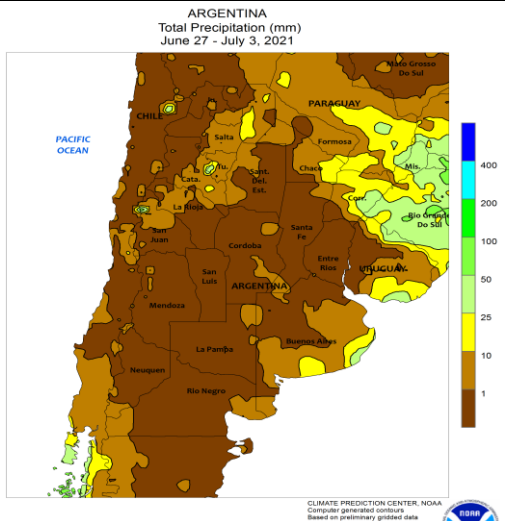 ARGENTINA
Total Precipitation (mm)
June 27 - July 3, 2021
Mato Grosso
Do Sul
PARAGUAY
CHILE
PACIFIC
OCEAN
Salta
Formosa
Tu.
Sant.
Del.
Est.
Chaco
Mis.
Cata.
La Rioja
Corr.
Rio Grande
Do Sul
San
Juan
Cordoba
Santa
Fe
Entre
Rios
URUGUAY
San
Luis
ARGENTINA
Mendoza
Buenos Aires
La Pampa
Neuquen
Rio Negro
400
200
100
50
25
10
1
CLIMATE PREDICTION CENTER, NOAA
Computer generated contours
Based on preliminary gridded data
NOAA